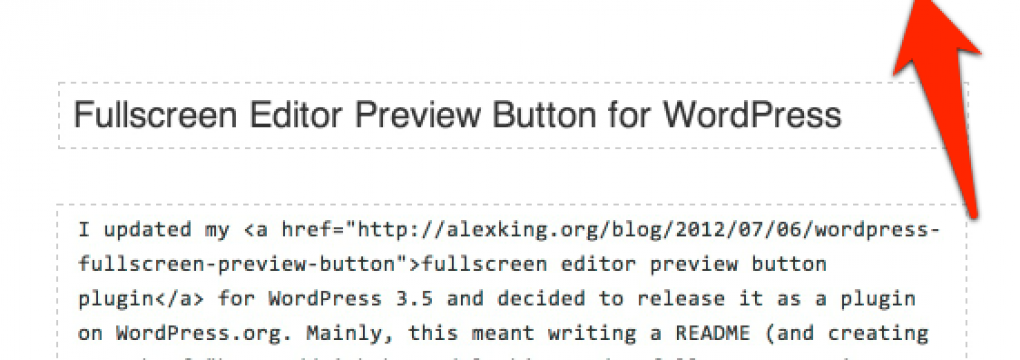 Fullscreen Editor Preview Button for WordPress
I updated my <a href="http://alexking.org/blog/2012/07/06/wordpress-
fullscreen-preview-button">fullscreen editor preview button
plugin</a> for WordPress 3.5 and decided to release it as a plugin
on WordPress.org. Mainly, this meant writing a README (and creating